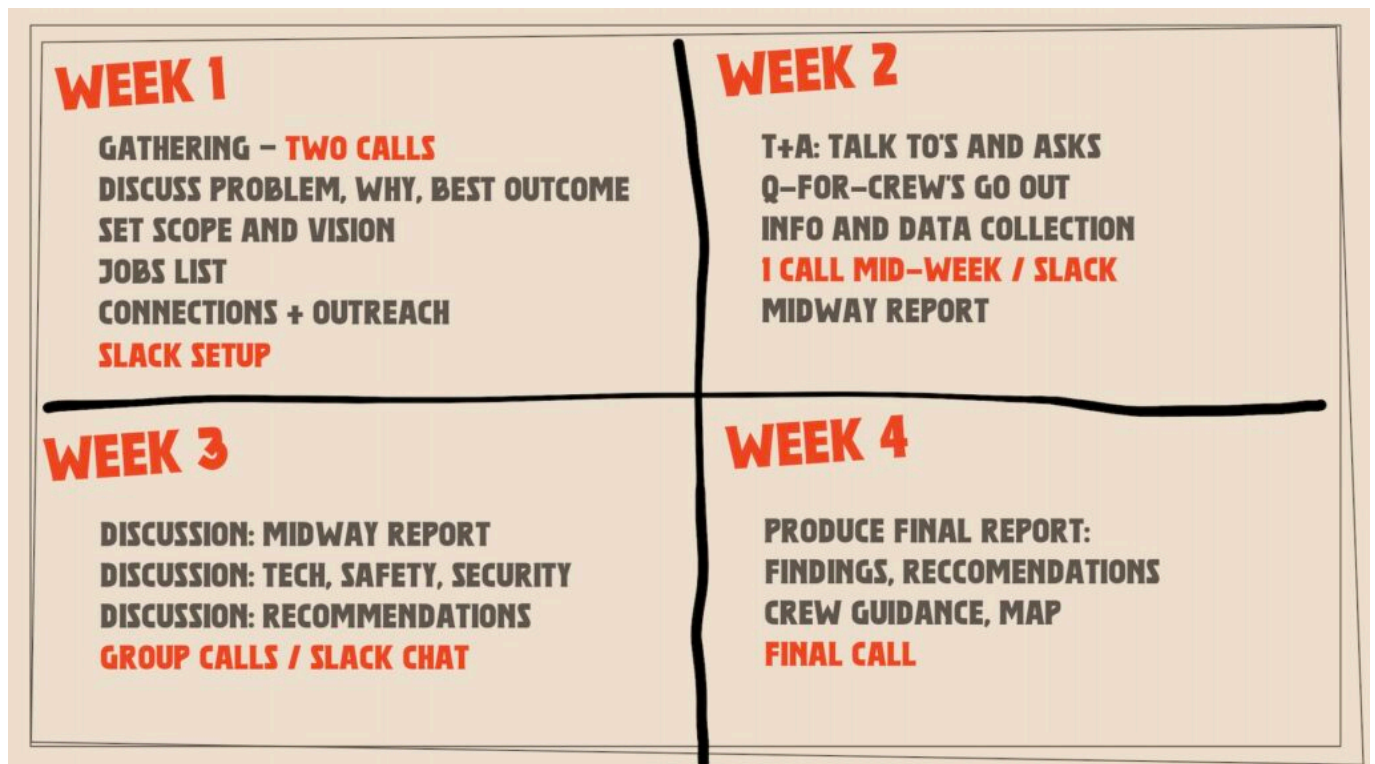 WEEK 1
GATHERING – TWO CALLS
DISCUSS PROBLEM, WHY, BEST OUTCOME
SET SCOPE AND VISION
JOBS LIST
CONNECTIONS + OUTREACH
SLACK SETUP
WEEK 2
T+A: TALK TO'S AND ASKS
Q-FOR-CREW'S GO OUT
INFO AND DATA COLLECTION
1 CALL MID-WEEK / SLACK
MIDWAY REPORT
WEEK 3
DISCUSSION: MIDWAY REPORT
DISCUSSION: TECH, SAFETY, SECURITY
DISCUSSION: RECOMMENDATIONS
GROUP CALLS / SLACK CHAT
WEEK 4
PRODUCE FINAL REPORT:
FINDINGS, RECCOMENDATIONS
CREW GUIDANCE, MAP
FINAL CALL